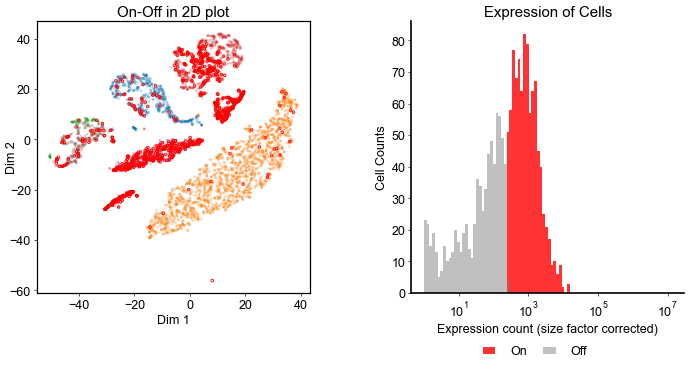 On-Off in 2D plot
40
20
0
−20
−40
−60
Dim 2
−40 −20 0 20 40
Dim 1
Expression of Cells
80
70
60
50
40
30
20
10
0
Cell Counts
10^1 10^3 10^5 10^7
Expression count (size factor corrected)
On Off